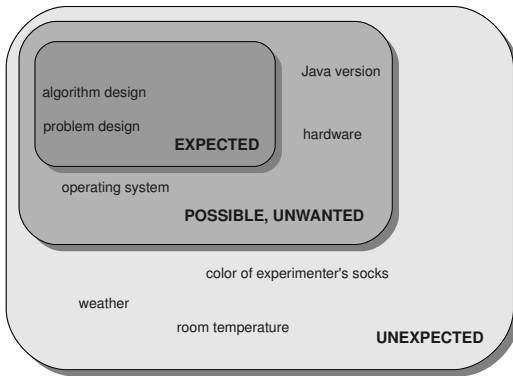 Java version
algorithm design
problem design
hardware
EXPECTED
operating system
POSSIBLE, UNWANTED
color of experimenter's socks
weather
room temperature
UNEXPECTED